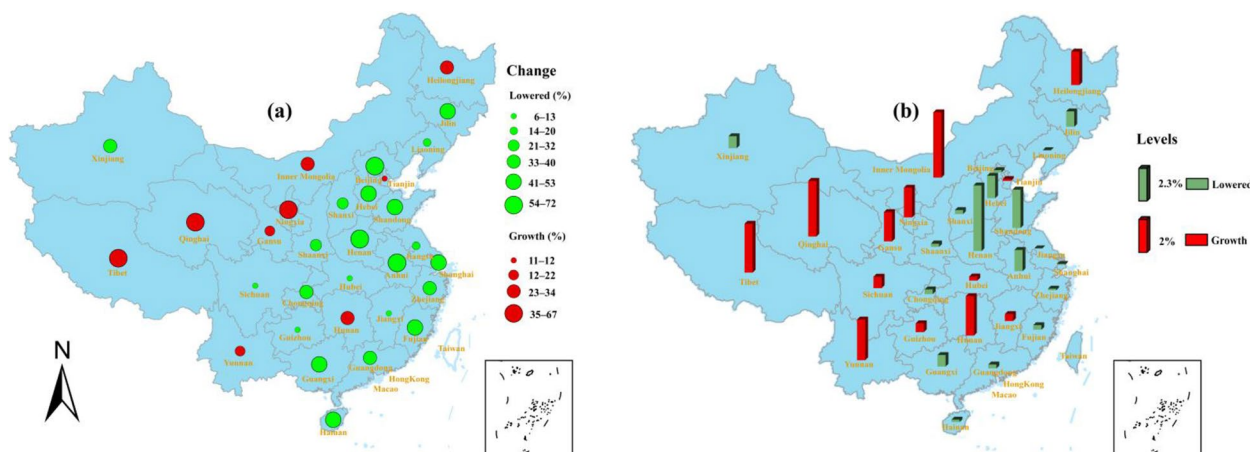 (a)
Heilongjiang
Jilin
Liaoning
Xinjiang
Inner Mongolia
Beijing
Tianjin
Hebei
Shanxi
Shandong
Ningxia
Qinghai
Gansu
Shaanxi
Henan
Jiangsu
Tibet
Anhui
Shanghai
Hubei
Sichuan
Chongqing
Zhejiang
Hunan
Jiangxi
Guizhou
Fujian
Yunnan
Taiwan
Guangxi
Guangdong
HongKong
Macao
Hainan
N
Change
Lowered (%)
6–13
14–20
21–32
33–40
41–53
54–72
Growth (%)
11–12
12–22
23–34
35–67
(b)
Heilongjiang
Jilin
Liaoning
Xinjiang
Inner Mongolia
Beijing
Tianjin
Hebei
Shanxi
Shandong
Ningxia
Qinghai
Gansu
Shaanxi
Henan
Jiangsu
Tibet
Anhui
Shanghai
Sichuan
Hubei
Chongqing
Zhejiang
Hunan
Jiangxi
Guizhou
Fujian
Yunnan
Taiwan
Guangxi
Guangdong
HongKong
Macao
Hainan
Levels
2.3% Lowered
2% Growth